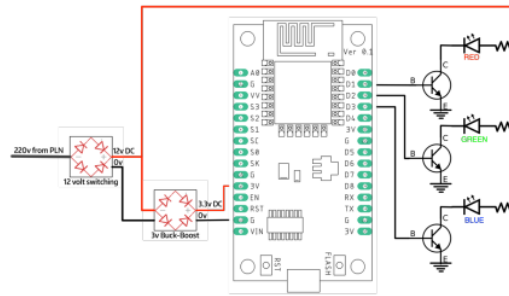 220v from PLN
12v DC
0v
12 volt switching
3.3v DC
0v
3v Buck-Boost
Ver 0.1
A0
G
VV
S3
S2
S1
SC
S0
SK
G
3V
EN
RST
G
VIN
D0
D1
D2
D3
D4
3V
G
D5
D6
D7
D8
RX
TX
G
3V
RST
FLASH
B
C
E
RED
B
C
E
GREEN
B
C
E
BLUE